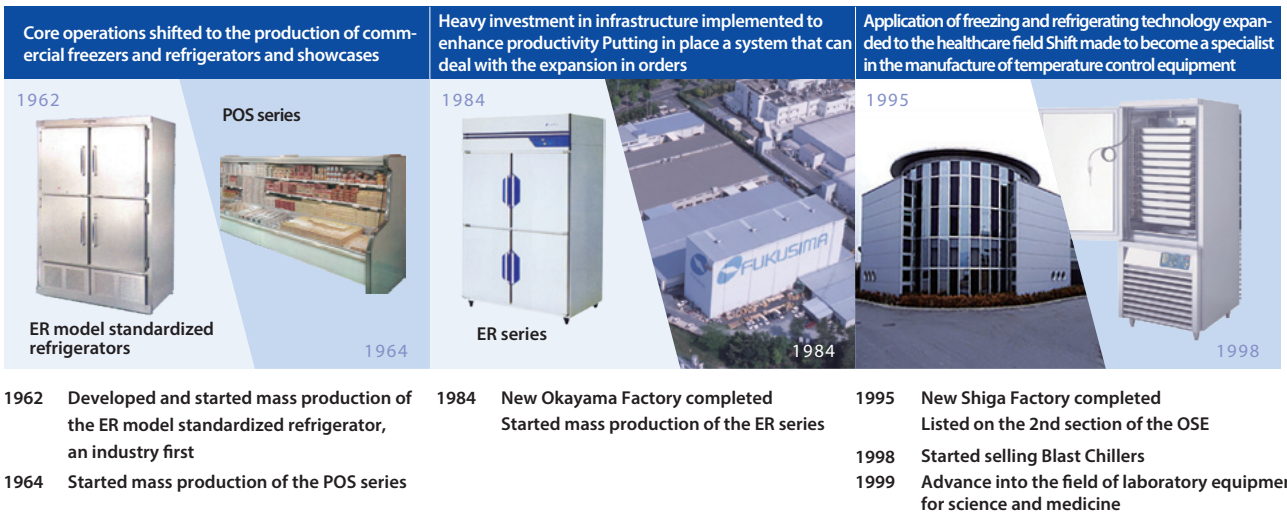 Core operations shifted to the production of comm-
ercial freezers and refrigerators and showcases
Heavy investment in infrastructure implemented to
enhance productivity Putting in place a system that can
deal with the expansion in orders
Application of freezing and refrigerating technology expan-
ded to the healthcare field Shift made to become a specialist
in the manufacture of temperature control equipment
1962
POS series
ER model standardized
refrigerators
1964
1984
FUKUSIMA
ER series
1984
1995
1998
1962 Developed and started mass production of
the ER model standardized refrigerator,
an industry first
1964 Started mass production of the POS series
1984 New Okayama Factory completed
Started mass production of the ER series
1995 New Shiga Factory completed
Listed on the 2nd section of the OSE
1998 Started selling Blast Chillers
1999 Advance into the field of laboratory equipmen
for science and medicine